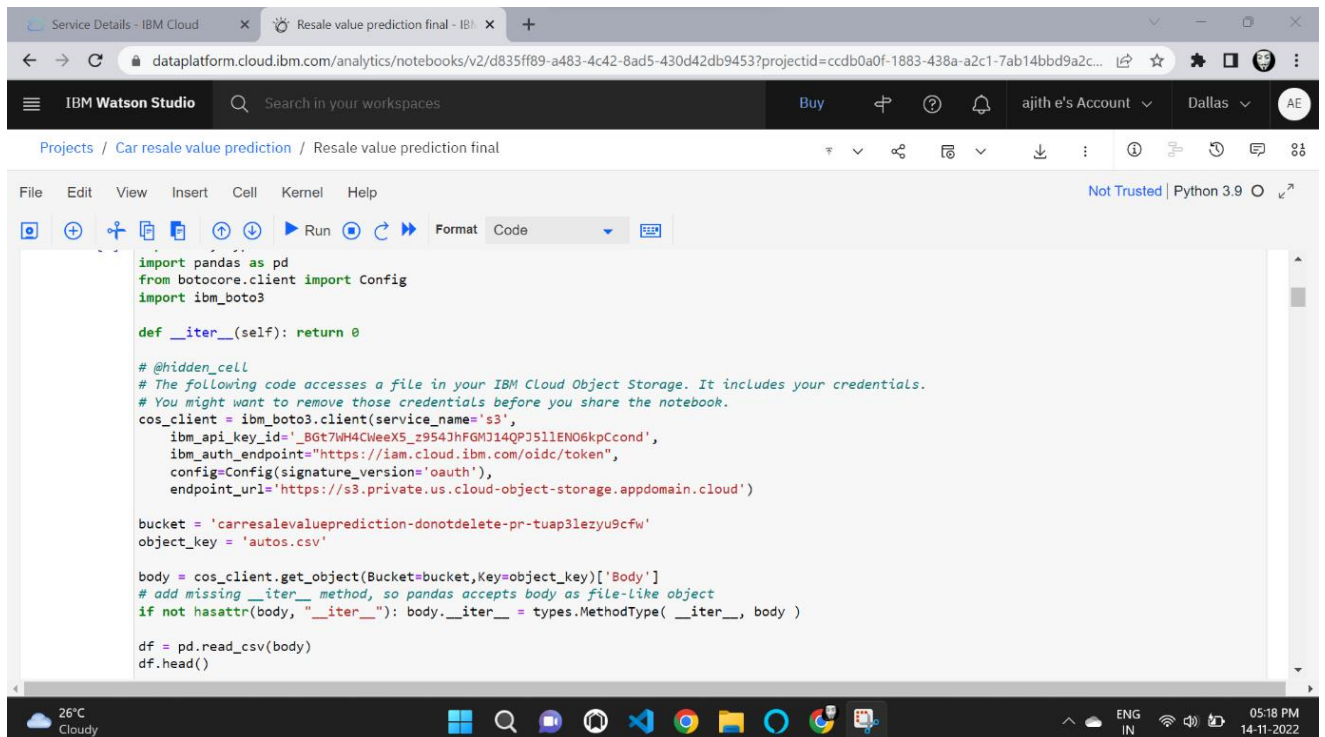 Service Details - IBM Cloud
Resale value prediction final - IBM
dataplatform.cloud.ibm.com/analytics/notebooks/v2/d835ff89-a483-4c42-8ad5-430d42db9453?projectid=ccdb0a0f-1883-438a-a2c1-7ab14bbd9a2c...
IBM Watson Studio Search in your workspaces Buy ajith e's Account Dallas AE
Projects / Car resale value prediction / Resale value prediction final
File Edit View Insert Cell Kernel Help Not Trusted | Python 3.9
Run Format Code
import pandas as pd
from botocore.client import Config
import ibm_boto3
def __iter__(self): return 0
# @hidden_cell
# The following code accesses a file in your IBM Cloud Object Storage. It includes your credentials.
# You might want to remove those credentials before you share the notebook.
cos_client = ibm_boto3.client(service_name='s3',
ibm_api_key_id='_BGt7WH4CWeeX5_z954JhFGMJ14QPJ5llENO6kpCcond',
ibm_auth_endpoint="https://iam.cloud.ibm.com/oidc/token",
config=Config(signature_version='oauth'),
endpoint_url='https://s3.private.us.cloud-object-storage.appdomain.cloud')
bucket = 'carresalevalueprediction-donotdelete-pr-tuap3lezyu9cfw'
object_key = 'autos.csv'
body = cos_client.get_object(Bucket=bucket,Key=object_key)['Body']
# add missing __iter__ method, so pandas accepts body as file-like object
if not hasattr(body, "__iter__"): body.__iter__ = types.MethodType( __iter__, body )
df = pd.read_csv(body)
df.head()
26°C
Cloudy
ENG
IN
05:18 PM
14-11-2022